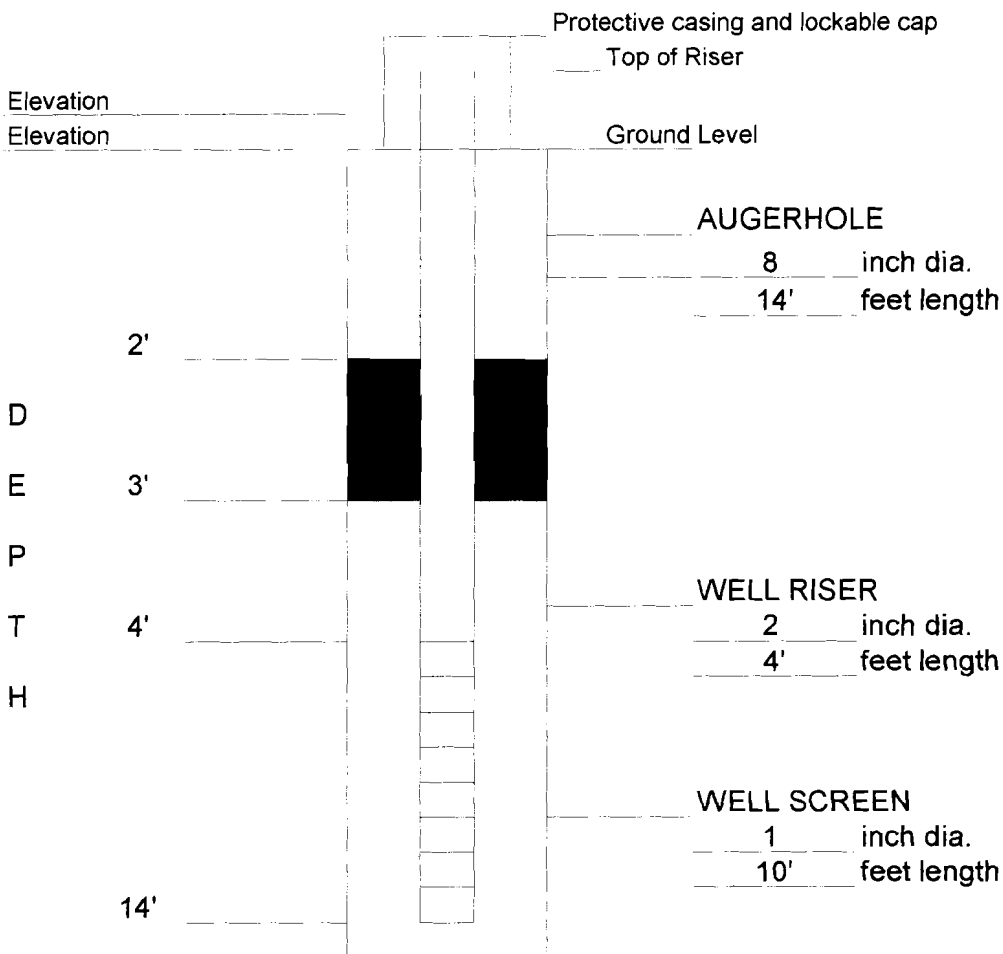 Protective casing and lockable cap
Top of Riser
Elevation
Elevation
Ground Level
AUGERHOLE
8 inch dia.
14' feet length
2'
D
E
3'
P
T
4'
H
WELL RISER
2 inch dia.
4' feet length
WELL SCREEN
1 inch dia.
10' feet length
14'